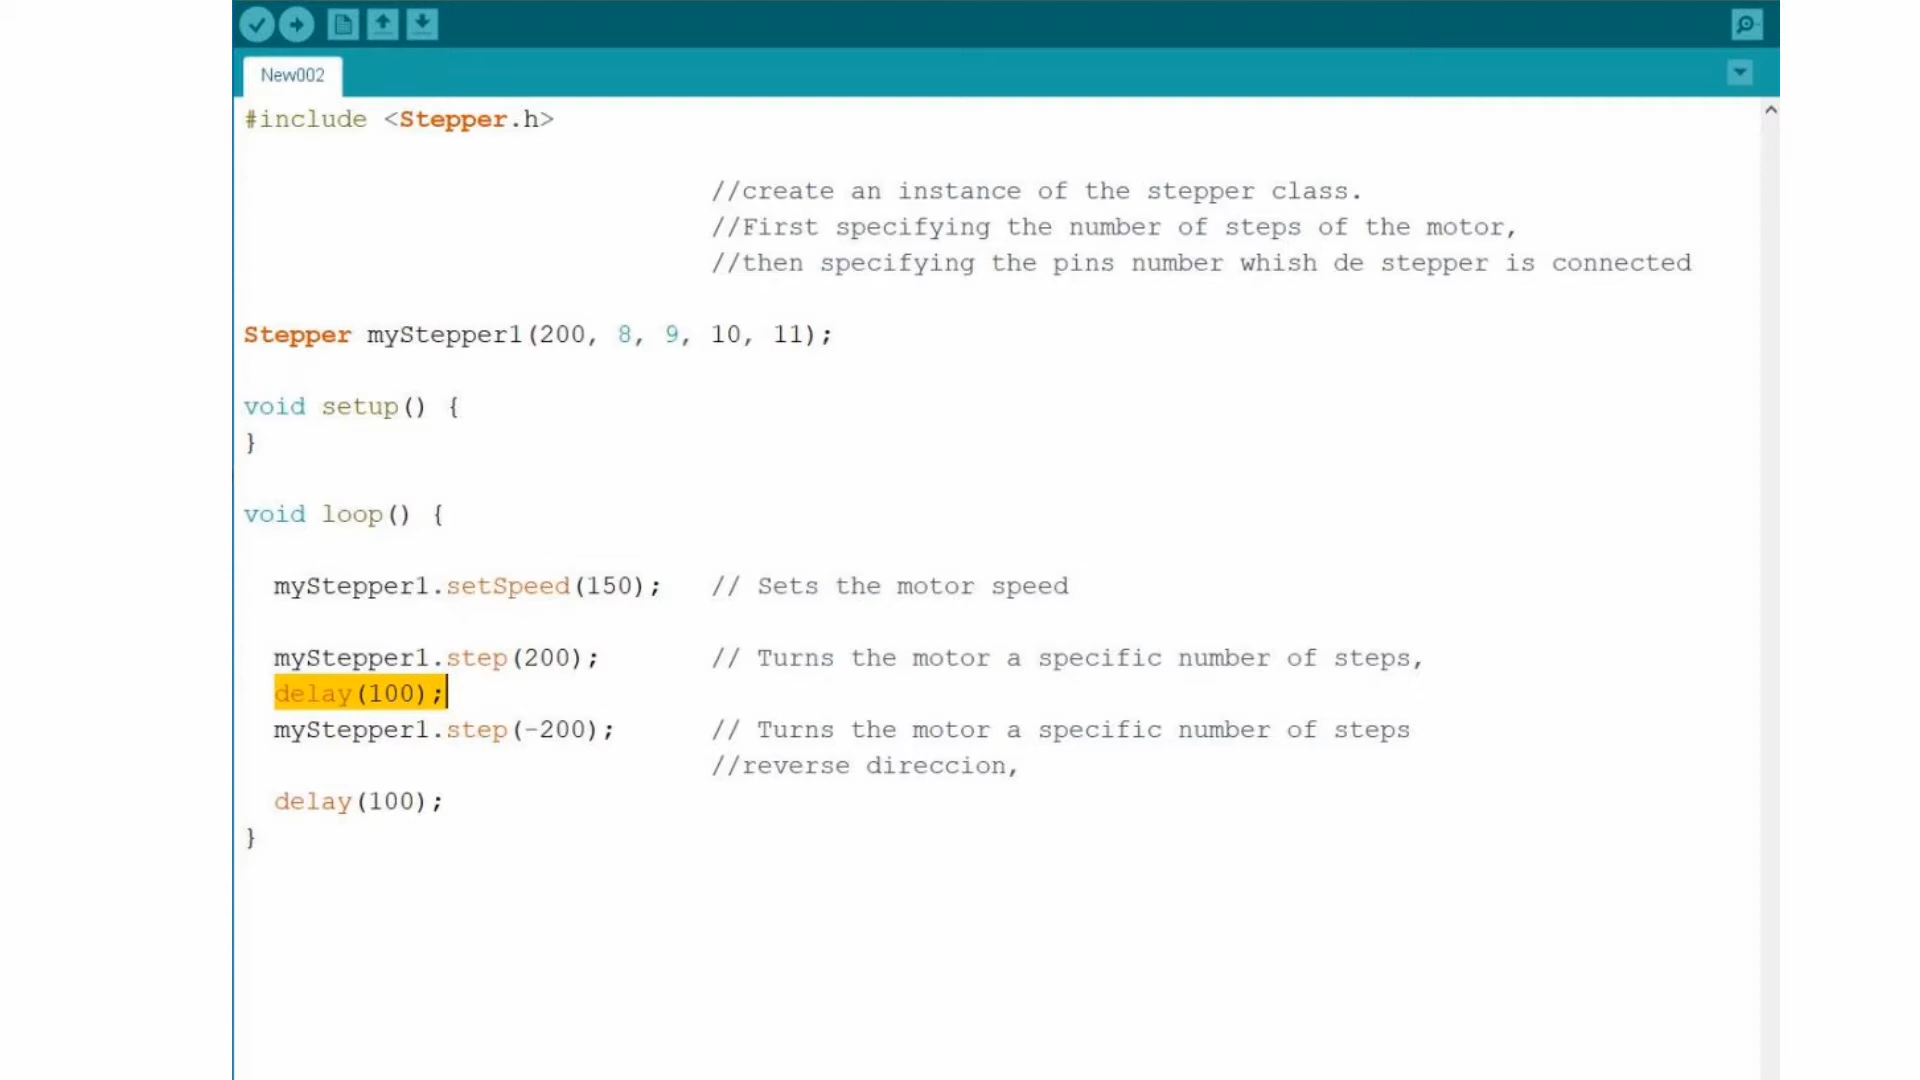 New002
#include <Stepper.h>
//create an instance of the stepper class.
//First specifying the number of steps of the motor,
//then specifying the pins number whish de stepper is connected
Stepper myStepper1(200, 8, 9, 10, 11);
void setup() {
}
void loop() {
myStepper1.setSpeed(150);   // Sets the motor speed
myStepper1.step(200);       // Turns the motor a specific number of steps,
delay(100);
myStepper1.step(-200);      // Turns the motor a specific number of steps
//reverse direccion,
delay(100);
}